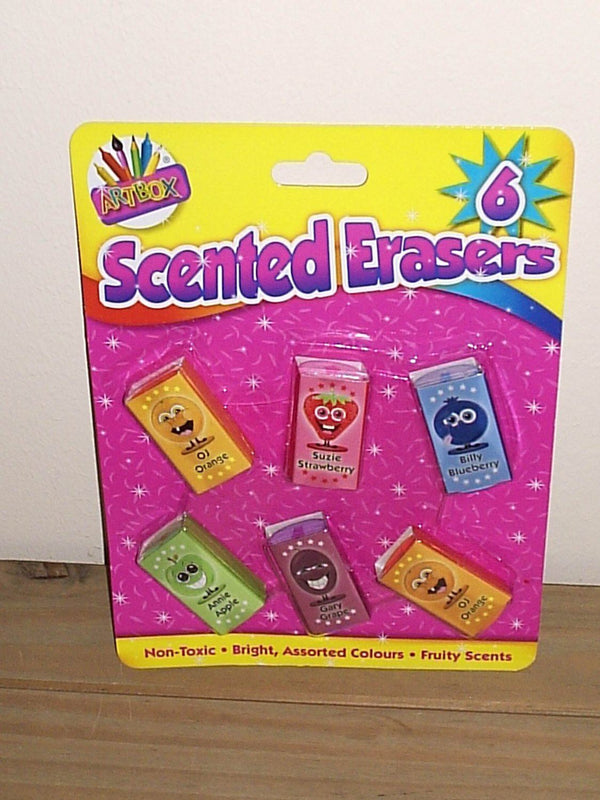 ARTBOX
®
6
Scented Erasers
OJ
Orange
Suzie
Strawberry
Billy
Blueberry
Annie
Apple
Gary
Grape
OJ
Orange
Non-Toxic • Bright, Assorted Colours • Fruity Scents